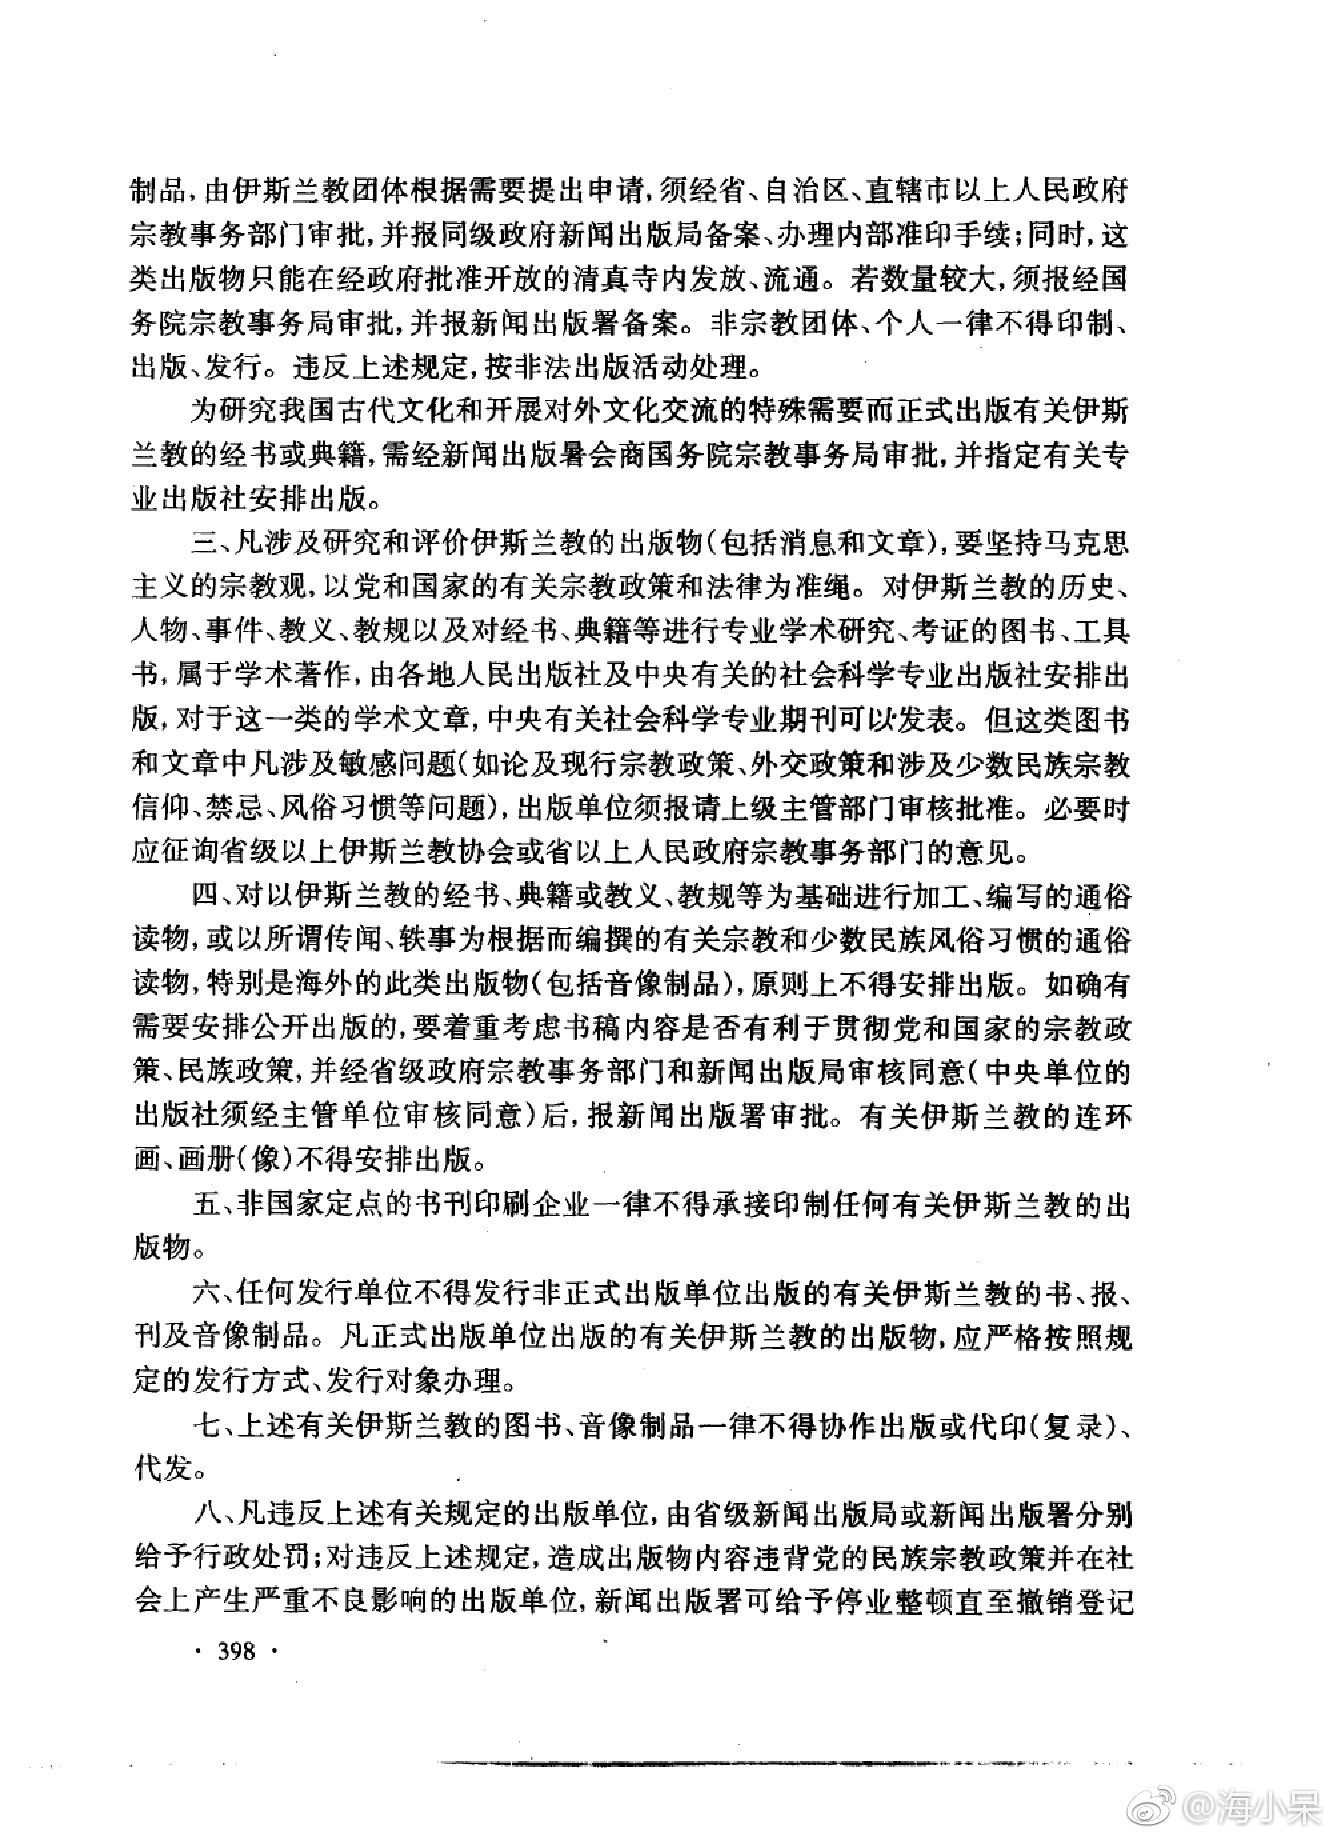 制品,由伊斯兰教团体根据需要提出申请,须经省、自治区、直辖市以上人民政府
宗教事务部门审批,并报同级政府新闻出版局备案、办理内部准印手续;同时,这
类出版物只能在经政府批准开放的清真寺内发放、流通。若数量较大,须报经国
务院宗教事务局审批,并报新闻出版署备案。非宗教团体、个人一律不得印制、
出版、发行。违反上述规定,按非法出版活动处理。
为研究我国古代文化和开展对外文化交流的特殊需要而正式出版有关伊斯
兰教的经书或典籍,需经新闻出版署会商国务院宗教事务局审批,并指定有关专
业出版社安排出版。
三、凡涉及研究和评价伊斯兰教的出版物(包括消息和文章),要坚持马克思
主义的宗教观,以党和国家的有关宗教政策和法律为准绳。对伊斯兰教的历史、
人物、事件、教义、教规以及对经书、典籍等进行专业学术研究、考证的图书、工具
书,属于学术著作,由各地人民出版社及中央有关的社会科学专业出版社安排出
版,对于这一类的学术文章,中央有关社会科学专业期刊可以发表。但这类图书
和文章中凡涉及敏感问题(如论及现行宗教政策、外交政策和涉及少数民族宗教
信仰、禁忌、风俗习惯等问题),出版单位须报请上级主管部门审核批准。必要时
应征询省级以上伊斯兰教协会或省以上人民政府宗教事务部门的意见。
四、对以伊斯兰教的经书、典籍或教义、教规等为基础进行加工、编写的通俗
读物,或以所谓传闻、轶事为根据而编撰的有关宗教和少数民族风俗习惯的通俗
读物,特别是海外的此类出版物(包括音像制品),原则上不得安排出版。如确有
需要安排公开出版的,要着重考虑书稿内容是否有利于贯彻党和国家的宗教政
策、民族政策,并经省级政府宗教事务部门和新闻出版局审核同意(中央单位的
出版社须经主管单位审核同意)后,报新闻出版署审批。有关伊斯兰教的连环
画、画册(像)不得安排出版。
五、非国家定点的书刊印刷企业一律不得承接印制任何有关伊斯兰教的出
版物。
六、任何发行单位不得发行非正式出版单位出版的有关伊斯兰教的书、报、
刊及音像制品。凡正式出版单位出版的有关伊斯兰教的出版物,应严格按照规
定的发行方式、发行对象办理。
七、上述有关伊斯兰教的图书、音像制品一律不得协作出版或代印(复录)、
代发。
八、凡违反上述有关规定的出版单位,由省级新闻出版局或新闻出版署分别
给予行政处罚;对违反上述规定,造成出版物内容违背党的民族宗教政策并在社
会上产生严重不良影响的出版单位,新闻出版署可给予停业整顿直至撤销登记
· 398 ·
@海小呆